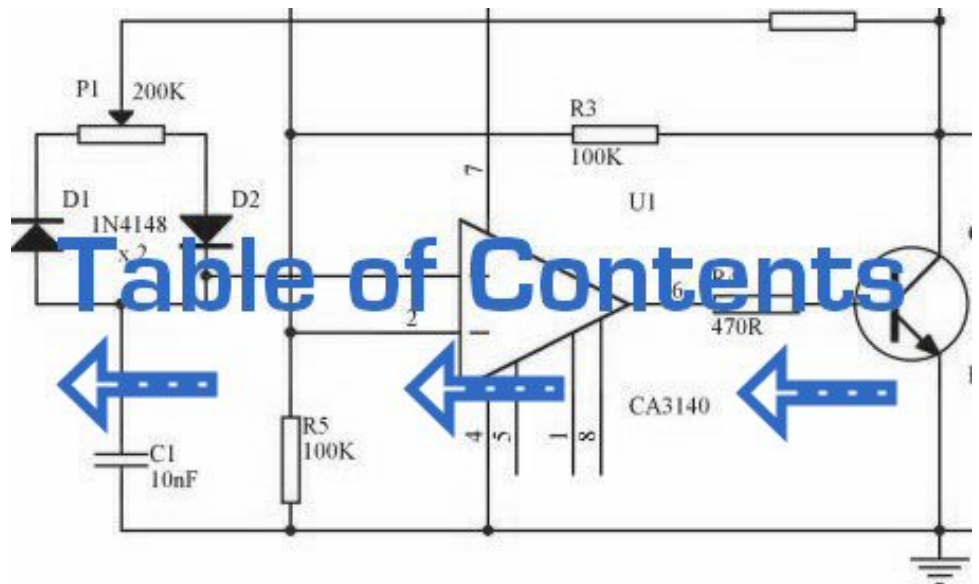 P1 200K
R3
100K
7
D1
D2
U1
1N4148
x 2
Table of Contents
2
6
470R
CA3140
R5
100K
4
5
1
8
C1
10nF